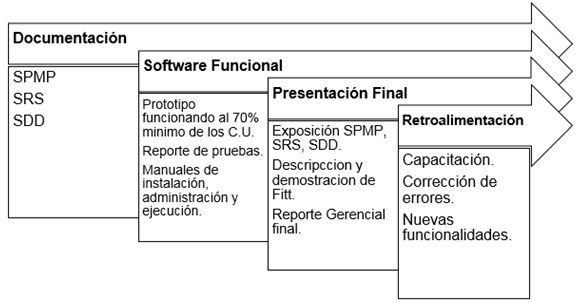 Documentación
SPMP
SRS
SDD
Software Funcional
Prototipo
funcionando al 70%
minimo de los C.U.
Reporte de pruebas.
Manuales de
instalación,
administración y
ejecución.
Presentación Final
Exposición SPMP,
SRS, SDD.
Descripccion y
demostracion de
Fitt.
Reporte Gerencial
final.
Retroalimentación
Capacitación.
Corrección de
errores.
Nuevas
funcionalidades.